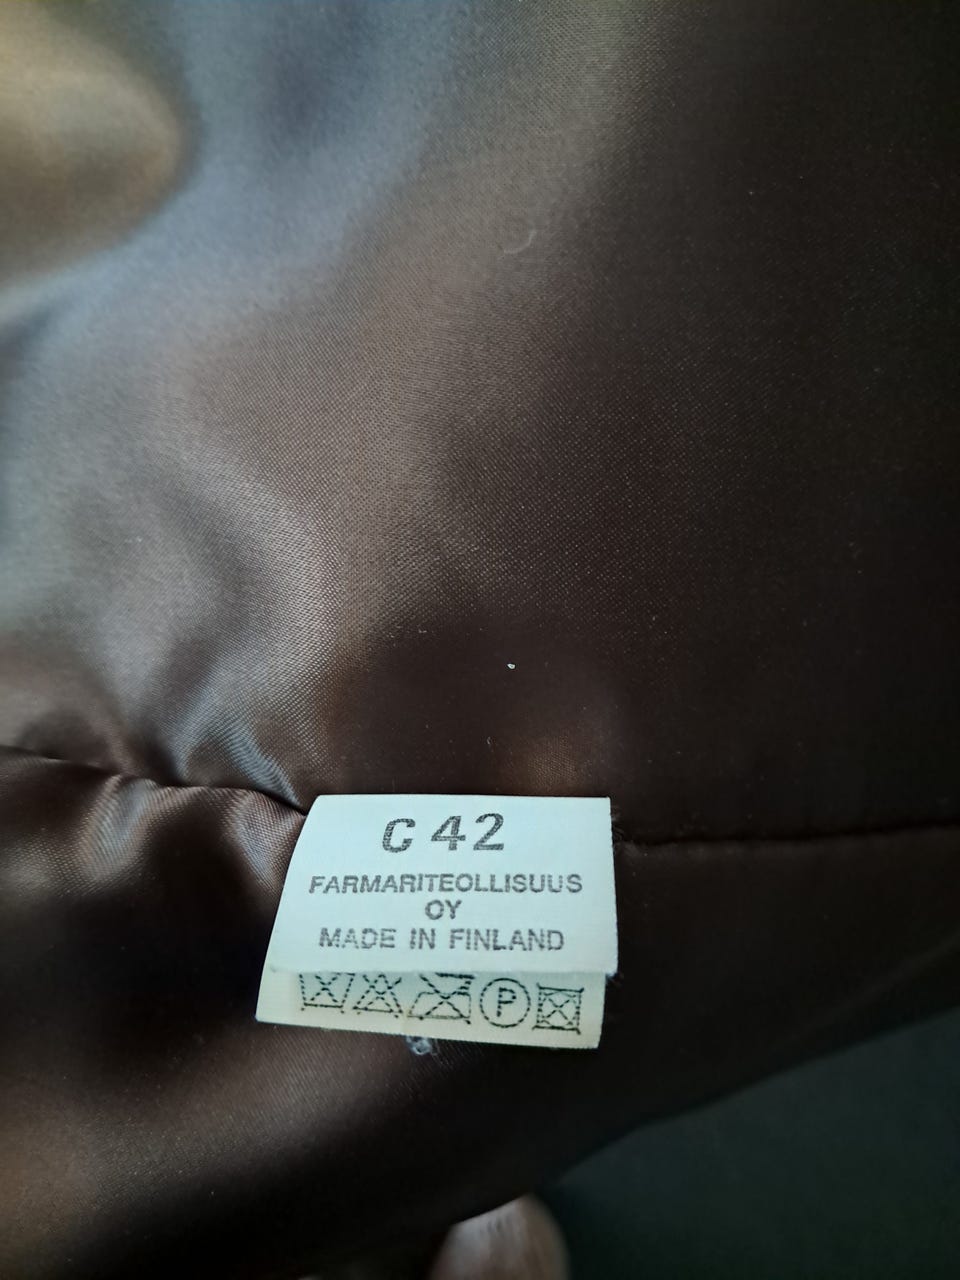 C 42
FARMARITEOLLISUUS
OY
MADE IN FINLAND
P